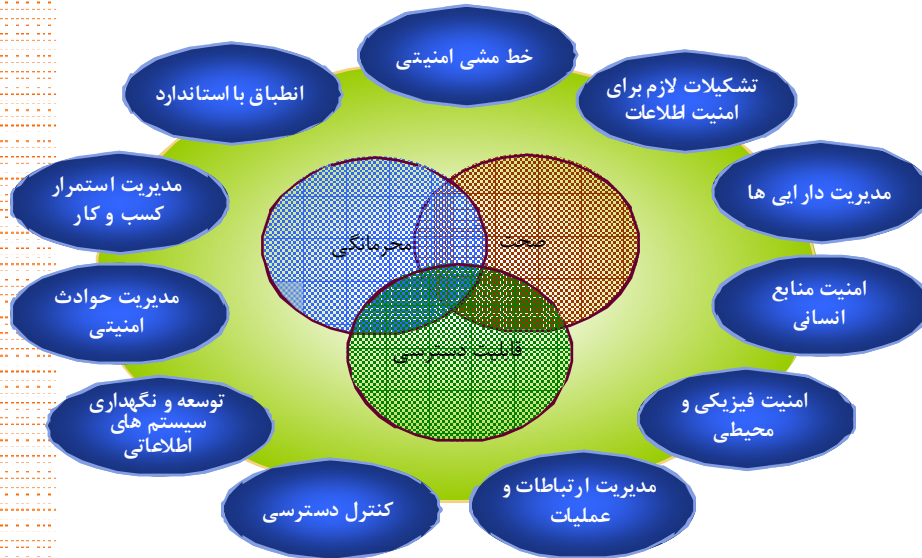 خط مشی امنیتی
تشکیلات لازم برای
امنیت اطلاعات
مدیریت دارایی ها
امنیت منابع
انسانی
امنیت فیزیکی و
محیطی
مدیریت ارتباطات و
عملیات
کنترل دسترسی
توسعه و نگهداری
سیستم های
اطلاعاتی
مدیریت حوادث
امنیتی
مدیریت استمرار
کسب و کار
انطباق با استاندارد
صحت
محرمانگی
قابلیت دسترسی